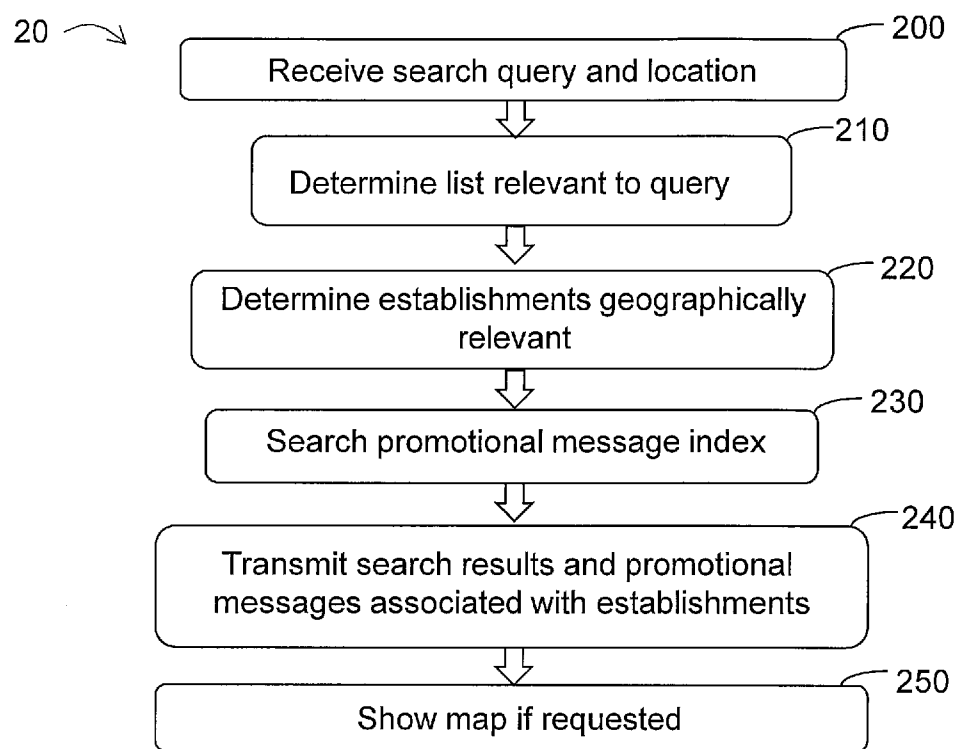 20
200
Receive search query and location
210
Determine list relevant to query
220
Determine establishments geographically
relevant
230
Search promotional message index
240
Transmit search results and promotional
messages associated with establishments
250
Show map if requested